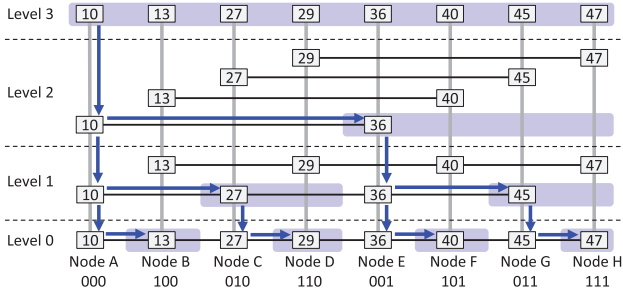 Level 3 10 13 27 29 36 40 45 47
29 47
27 45
Level 2
13 40
10 36
13 29 40 47
Level 1
10 27 36 45
Level 0 10 13 27 29 36 40 45 47
Node A Node B Node C Node D Node E Node F Node G Node H
000 100 010 110 001 101 011 111